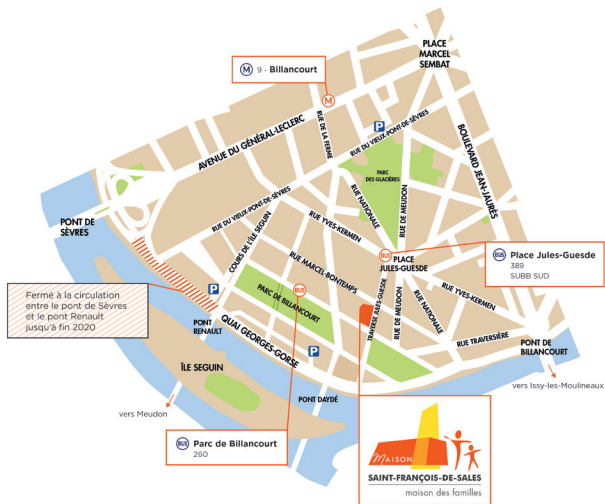 M 9 - Billancourt
PLACE
MARCEL
SEMBAT
M
P
AVENUE DU GÉNÉRAL-LECLERC
RUE DE LA FERME
RUE DU VIEUX-PONT-DE-SÈVRES
BOULEVARD JEAN-JAURÈS
PARC
DES GLACIÈRES
RUE NATIONALE
RUE DE MEUDON
PONT DE
SÈVRES
RUE DU VIEUX-PONT-DE-SÈVRES
COURS DE L'ÎLE SEGUIN
RUE YVES-KERMEN
BUS
PLACE
JULES-GUESDE
BUS Place Jules-Guesde
389
SUBB SUD
RUE MARCEL-BONTEMPS
Fermé à la circulation
entre le pont de Sèvres
et le pont Renault
jusqu'à fin 2020
P
BUS
PARC DE BILLANCOURT
TRAVERSE JULES-GUESDE
RUE DE MEUDON
RUE NATIONALE
RUE YVES-KERMEN
PONT
RENAULT
QUAI GEORGES-GORSE
P
RUE TRAVERSIÈRE
PONT DE
BILLANCOURT
ÎLE SEGUIN
vers Issy-les-Moulineaux
PONT DAYDÉ
vers Meudon
BUS Parc de Billancourt
260
MAISON
SAINT-FRANÇOIS-DE-SALES
maison des familles